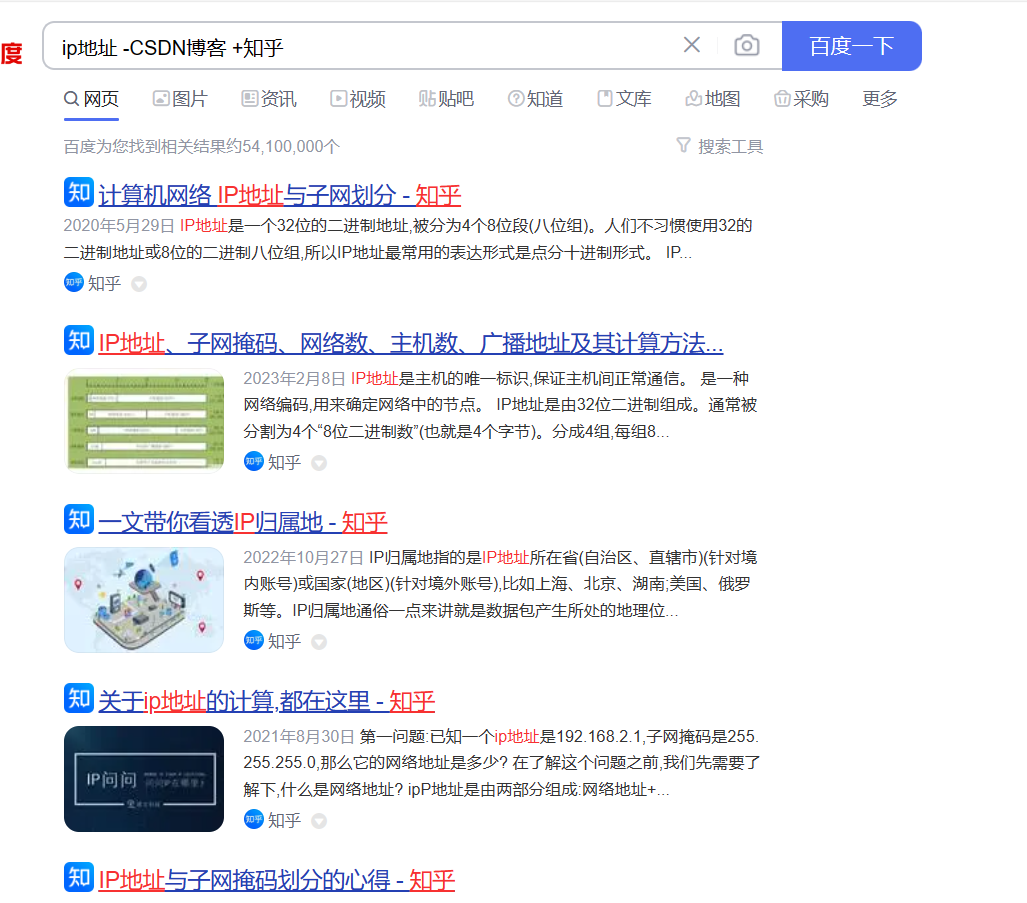 度
ip地址 -CSDN博客 +知乎
百度一下
网页 图片 资讯 视频 贴贴吧 知道 文库 地图 采购 更多
百度为您找到相关结果约54,100,000个
搜索工具
知 计算机网络 IP地址与子网划分 - 知乎
2020年5月29日 IP地址是一个32位的二进制地址,被分为4个8位段(八位组)。人们不习惯使用32的
二进制地址或8位的二进制八位组,所以IP地址最常用的表达形式是点分十进制形式。 IP...
知乎 知乎
知 IP地址、子网掩码、网络数、主机数、广播地址及其计算方法...
2023年2月8日 IP地址是主机的唯一标识,保证主机间正常通信。 是一种
网络编码,用来确定网络中的节点。 IP地址是由32位二进制组成。通常被
分割为4个“8位二进制数”(也就是4个字节)。分成4组,每组8...
知乎 知乎
知 一文带你看透IP归属地 - 知乎
2022年10月27日 IP归属地指的是IP地址所在省(自治区、直辖市)(针对境
内账号)或国家(地区)(针对境外账号),比如上海、北京、湖南;美国、俄罗
斯等。IP归属地通俗一点来讲就是数据包产生所处的地理位...
知乎 知乎
知 关于ip地址的计算,都在这里 - 知乎
IP问问
2021年8月30日 第一问题:已知一个ip地址是192.168.2.1,子网掩码是255.
255.255.0,那么它的网络地址是多少? 在了解这个问题之前,我们先需要了
解下,什么是网络地址? ipP地址是由两部分组成:网络地址+...
知乎 知乎
知 IP地址与子网掩码划分的心得 - 知乎